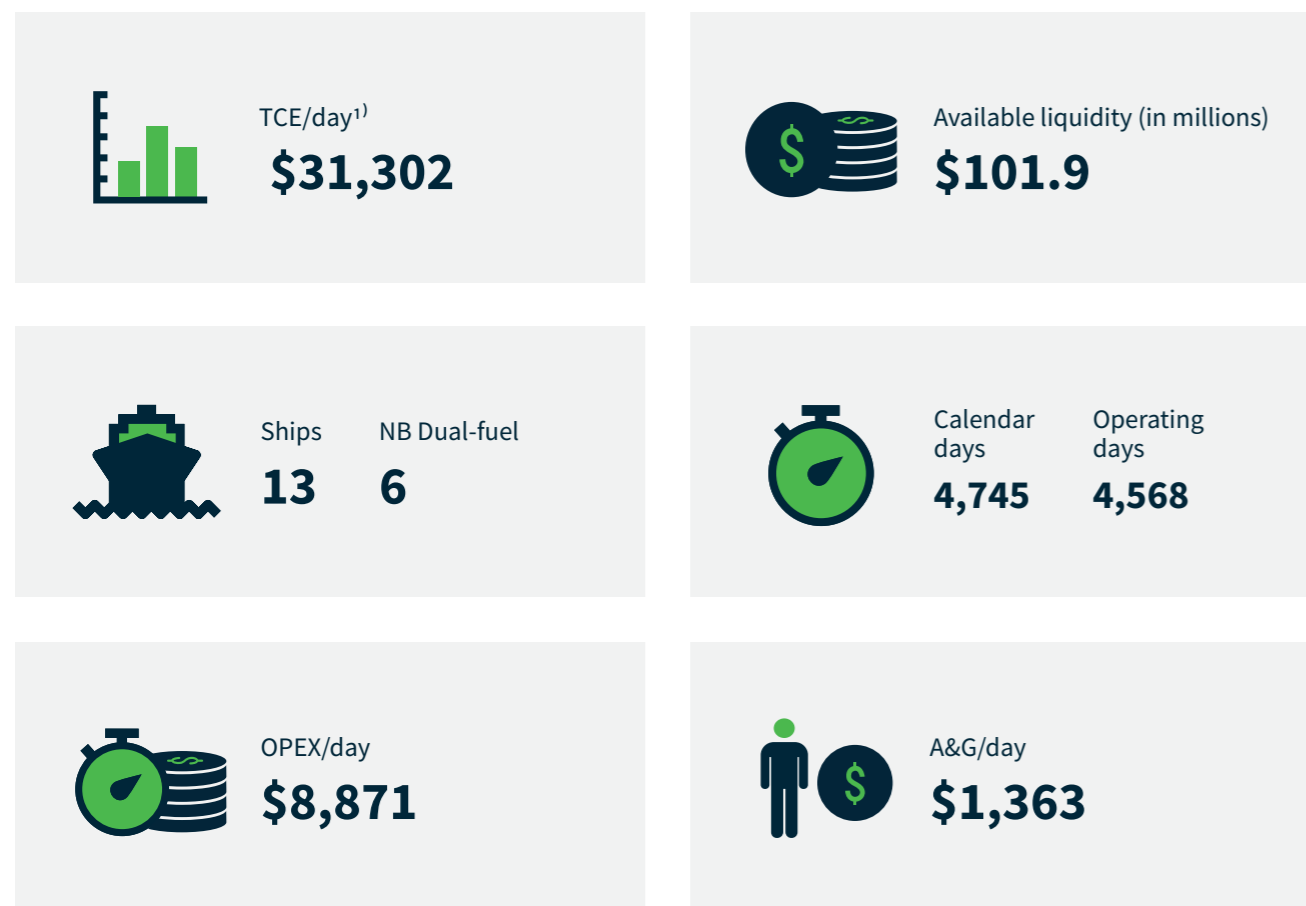 TCE/day¹⁾
$31,302
Available liquidity (in millions)
$101.9
Ships
13
NB Dual-fuel
6
Calendar
days
4,745
Operating
days
4,568
OPEX/day
$8,871
A&G/day
$1,363